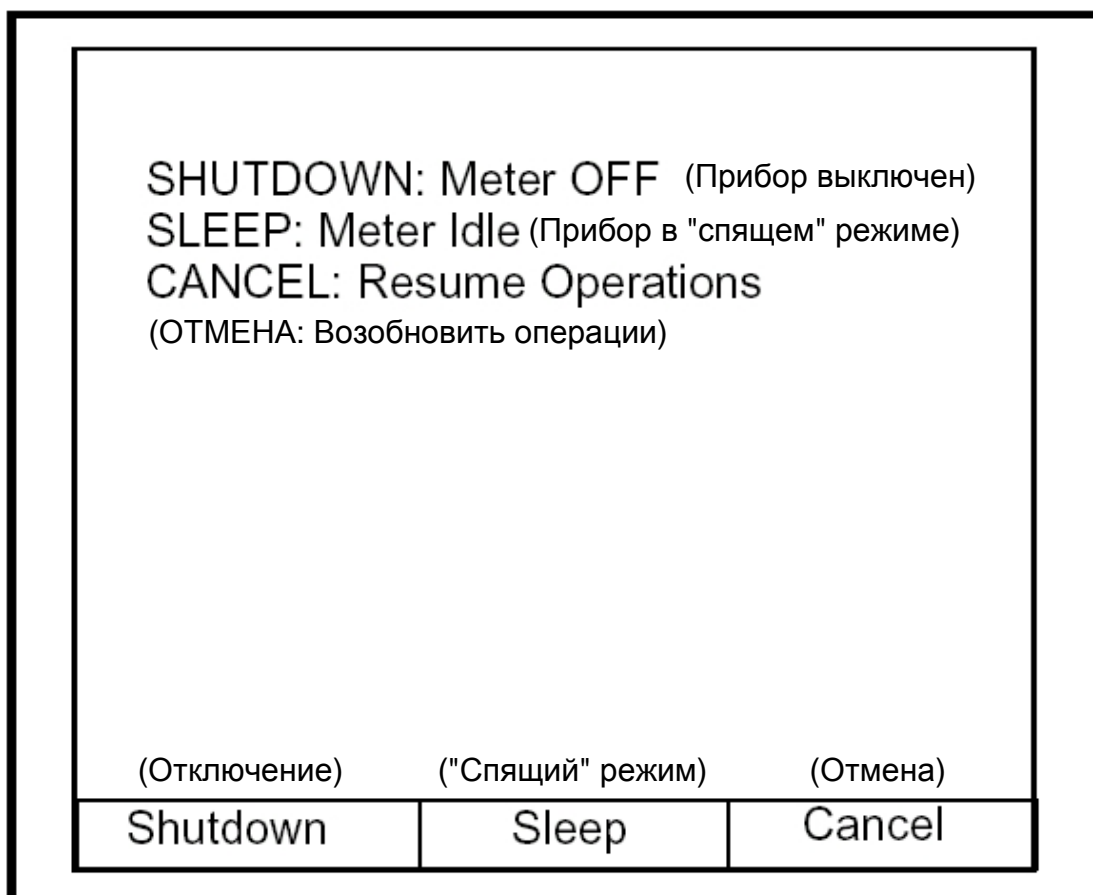 SHUTDOWN: Meter OFF (Прибор выключен)
SLEEP: Meter Idle (Прибор в "спящем" режиме)
CANCEL: Resume Operations
(ОТМЕНА: Возобновить операции)
(Отключение) ("Спящий" режим) (Отмена)
Shutdown Sleep Cancel